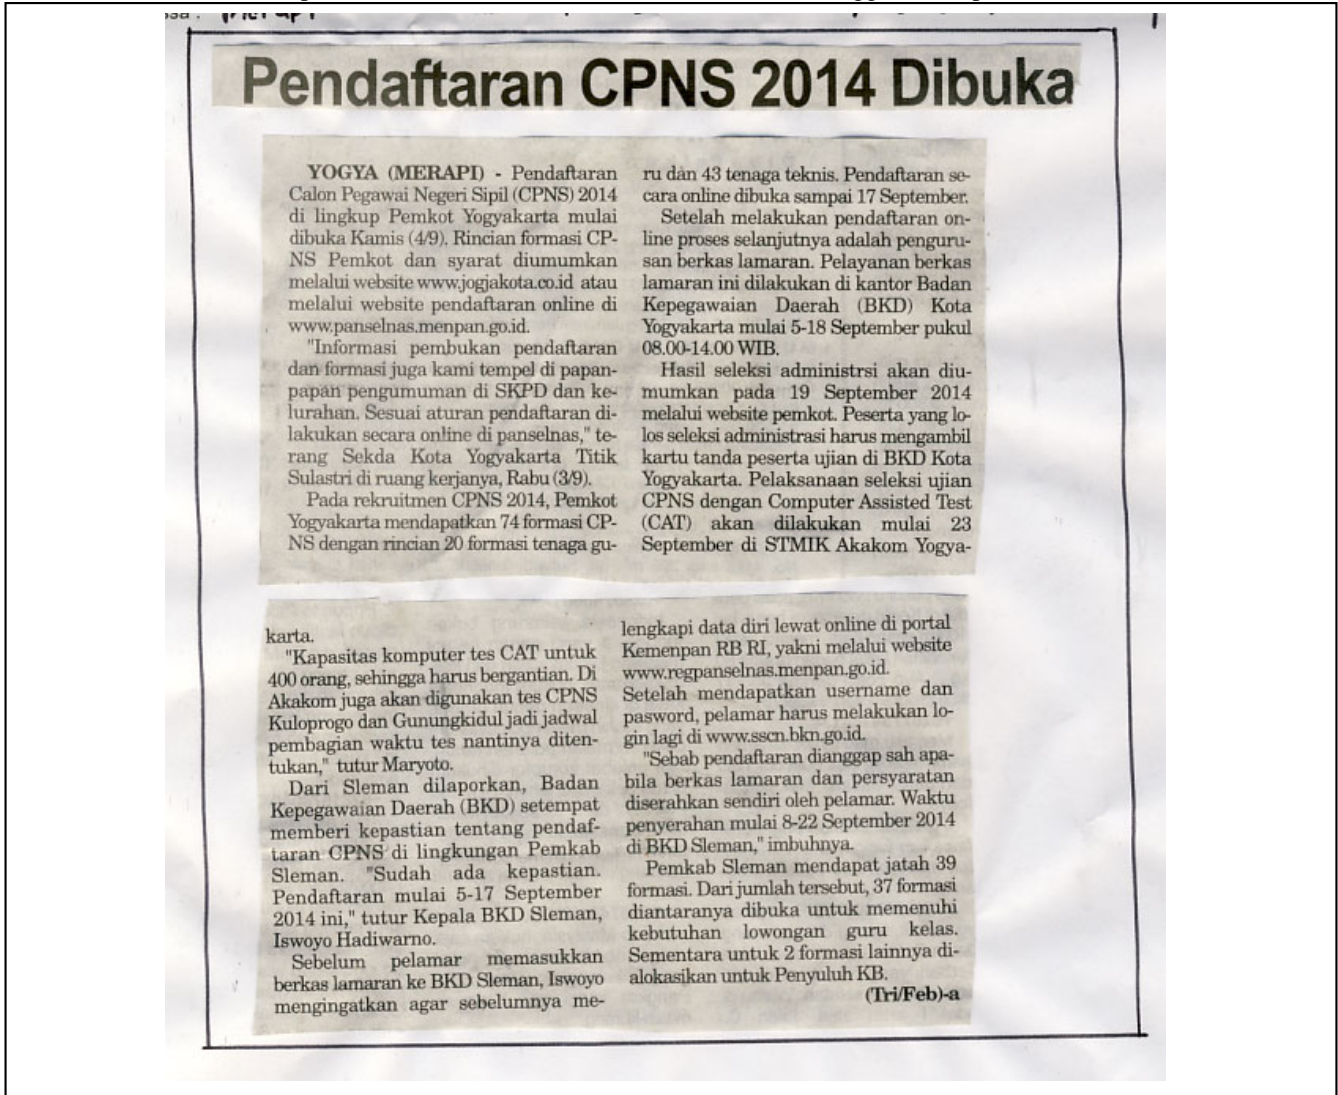 Pendaftaran CPNS 2014 Dibuka
YOGYA (MERAPI) - Pendaftaran
Calon Pegawai Negeri Sipil (CPNS) 2014
di lingkup Pemkot Yogyakarta mulai
dibuka Kamis (4/9). Rincian formasi CP-
NS Pemkot dan syarat diumumkan
melalui website www.jogjakota.co.id atau
melalui website pendaftaran online di
www.panselnas.menpan.go.id.
"Informasi pembukan pendaftaran
dan formasi juga kami tempel di papan-
papan pengumuman di SKPD dan ke-
lurahan. Sesuai aturan pendaftaran di-
lakukan secara online di panselnas," te-
rang Sekda Kota Yogyakarta Titik
Sulastri di ruang kerjanya, Rabu (3/9).
Pada rekruitmen CPNS 2014, Pemkot
Yogyakarta mendapatkan 74 formasi CP-
NS dengan rincian 20 formasi tenaga gu-
ru dan 43 tenaga teknis. Pendaftaran se-
cara online dibuka sampai 17 September.
Setelah melakukan pendaftaran on-
line proses selanjutnya adalah penguru-
san berkas lamaran. Pelayanan berkas
lamaran ini dilakukan di kantor Badan
Kepegawaian Daerah (BKD) Kota
Yogyakarta mulai 5-18 September pukul
08.00-14.00 WIB.
Hasil seleksi administrsi akan diu-
mumkan pada 19 September 2014
melalui website pemkot. Peserta yang lo-
los seleksi administrasi harus mengambil
kartu tanda peserta ujian di BKD Kota
Yogyakarta. Pelaksanaan seleksi ujian
CPNS dengan Computer Assisted Test
(CAT) akan dilakukan mulai 23
September di STMIK Akakom Yogya-
karta.
"Kapasitas komputer tes CAT untuk
400 orang, sehingga harus bergantian. Di
Akakom juga akan digunakan tes CPNS
Kuloprogo dan Gunungkidul jadi jadwal
pembagian waktu tes nantinya diten-
tukan," tutur Maryoto.
Dari Sleman dilaporkan, Badan
Kepegawaian Daerah (BKD) setempat
memberi kepastian tentang pendaf-
taran CPNS di lingkungan Pemkab
Sleman. "Sudah ada kepastian.
Pendaftaran mulai 5-17 September
2014 ini," tutur Kepala BKD Sleman,
Iswoyo Hadiwarno.
Sebelum pelamar memasukkan
berkas lamaran ke BKD Sleman, Iswoyo
mengingatkan agar sebelumnya me-
lengkapi data diri lewat online di portal
Kemenpan RB RI, yakni melalui website
www.regpanselnas.menpan.go.id.
Setelah mendapatkan username dan
pasword, pelamar harus melakukan lo-
gin lagi di www.sscn.bkn.go.id.
"Sebab pendaftaran dianggap sah apa-
bila berkas lamaran dan persyaratan
diserahkan sendiri oleh pelamar. Waktu
penyerahan mulai 8-22 September 2014
di BKD Sleman," imbuhnya.
Pemkab Sleman mendapat jatah 39
formasi. Dari jumlah tersebut, 37 formasi
diantaranya dibuka untuk memenuhi
kebutuhan lowongan guru kelas.
Sementara untuk 2 formasi lainnya di-
alokasikan untuk Penyuluh KB.
(Tri/Feb)-a